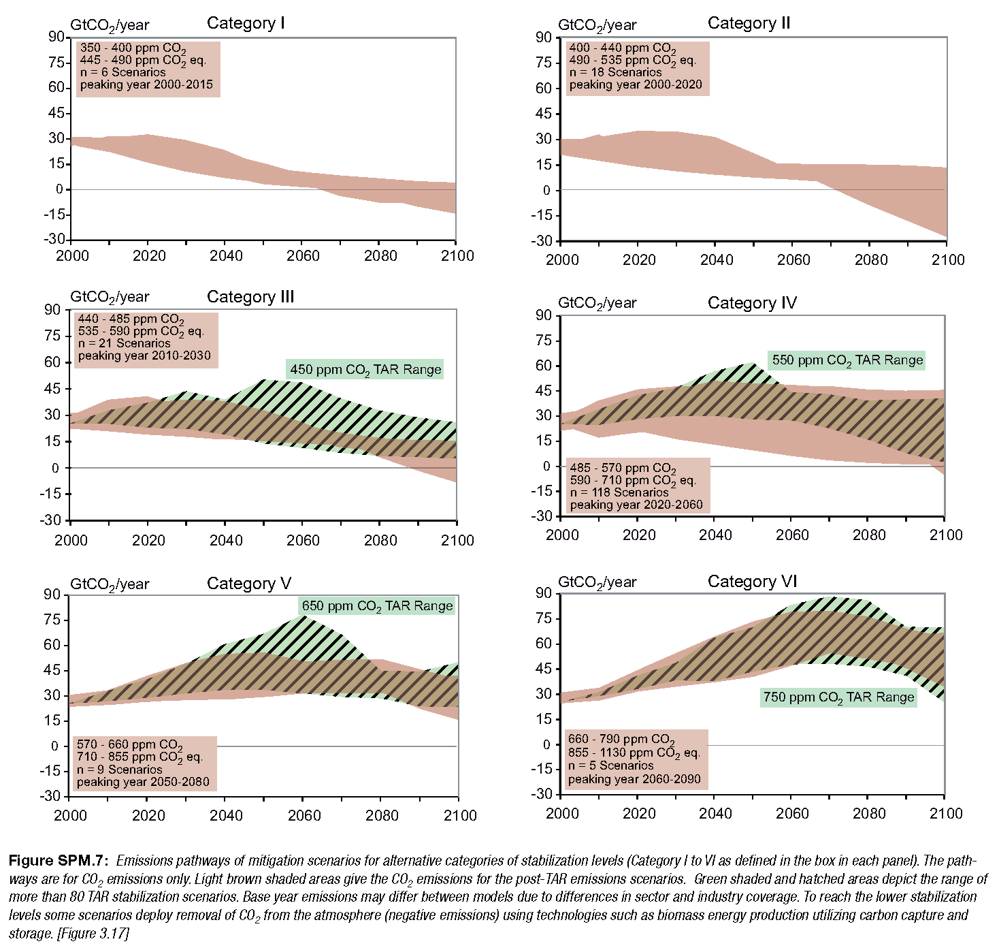 GtCO2/year
Category I
90
75
60
45
30
15
0
-15
-30
350 - 400 ppm CO2
445 - 490 ppm CO2 eq.
n = 6 Scenarios
peaking year 2000-2015
2000 2020 2040 2060 2080 2100
GtCO2/year
Category II
90
75
60
45
30
15
0
-15
-30
400 - 440 ppm CO2
490 - 535 ppm CO2 eq.
n = 18 Scenarios
peaking year 2000-2020
2000 2020 2040 2060 2080 2100
GtCO2/year
Category III
90
75
60
45
30
15
0
-15
-30
440 - 485 ppm CO2
535 - 590 ppm CO2 eq.
n = 21 Scenarios
peaking year 2010-2030
450 ppm CO2 TAR Range
2000 2020 2040 2060 2080 2100
GtCO2/year
Category IV
90
75
60
45
30
15
0
-15
-30
550 ppm CO2 TAR Range
485 - 570 ppm CO2
590 - 710 ppm CO2 eq.
n = 118 Scenarios
peaking year 2020-2060
2000 2020 2040 2060 2080 2100
GtCO2/year
Category V
90
75
60
45
30
15
0
-15
-30
650 ppm CO2 TAR Range
570 - 660 ppm CO2
710 - 855 ppm CO2 eq.
n = 9 Scenarios
peaking year 2050-2080
2000 2020 2040 2060 2080 2100
GtCO2/year
Category VI
90
75
60
45
30
15
0
-15
-30
750 ppm CO2 TAR Range
660 - 790 ppm CO2
855 - 1130 ppm CO2 eq.
n = 5 Scenarios
peaking year 2060-2090
2000 2020 2040 2060 2080 2100
Figure SPM.7: Emissions pathways of mitigation scenarios for alternative categories of stabilization levels (Category I to VI as defined in the box in each panel). The path-
ways are for CO2 emissions only. Light brown shaded areas give the CO2 emissions for the post-TAR emissions scenarios. Green shaded and hatched areas depict the range of
more than 80 TAR stabilization scenarios. Base year emissions may differ between models due to differences in sector and industry coverage. To reach the lower stabilization
levels some scenarios deploy removal of CO2 from the atmosphere (negative emissions) using technologies such as biomass energy production utilizing carbon capture and
storage. [Figure 3.17]